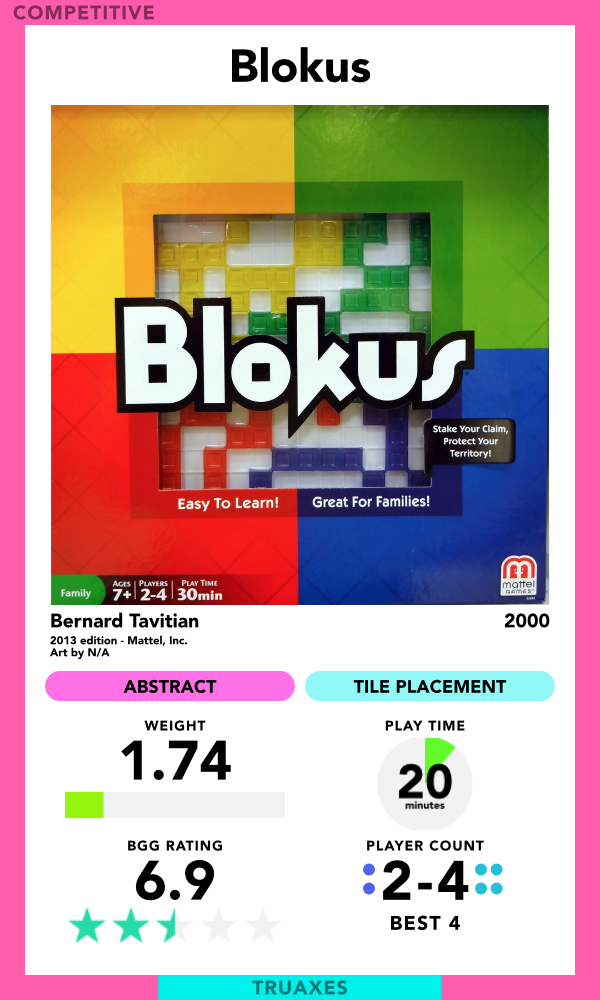 COMPETITIVE
Blokus
Blokus
Stake Your Claim,
Protect Your
Territory!
Easy To Learn!
Great For Families!
Family
AGES
7+
PLAYERS
2-4
PLAY TIME
30min
mattel
GAMES
Bernard Tavitian
2000
2013 edition - Mattel, Inc.
Art by N/A
ABSTRACT
TILE PLACEMENT
WEIGHT
1.74
PLAY TIME
20
minutes
BGG RATING
6.9
PLAYER COUNT
2-4
BEST 4
TRUAXES